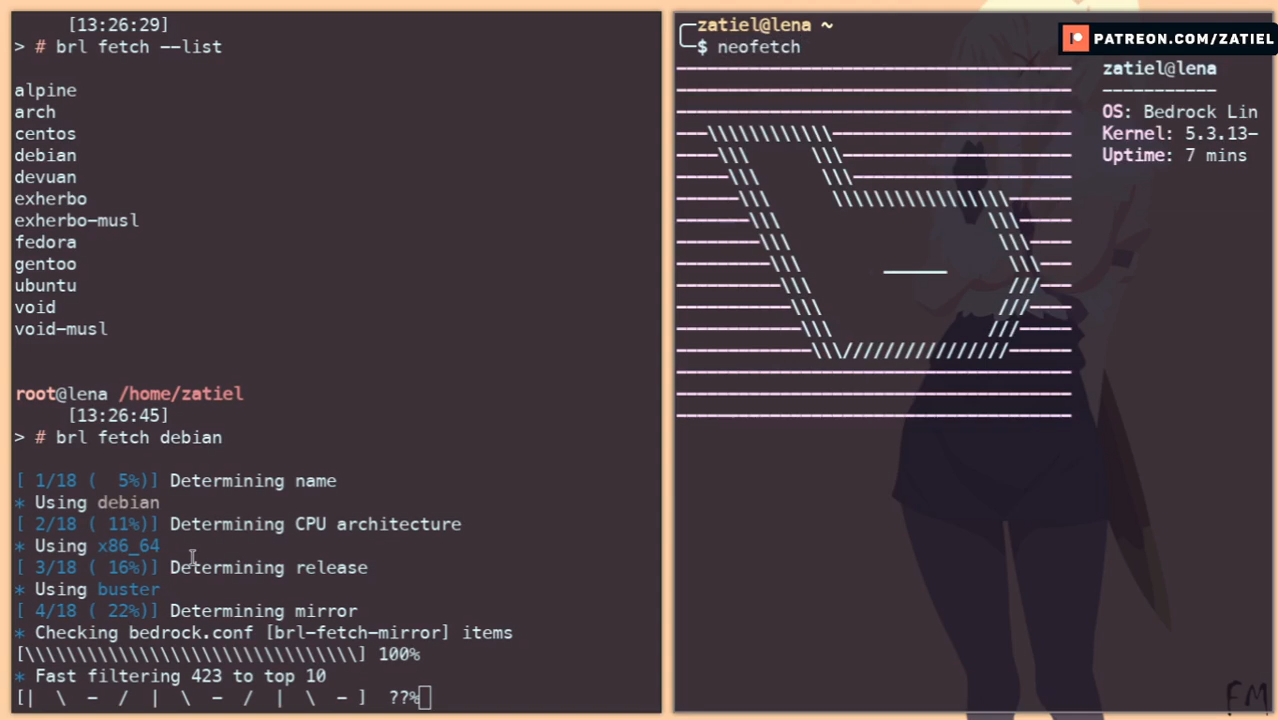 [13:26:29]
> # brl fetch --list
alpine
arch
centos
debian
devuan
exherbo
exherbo-musl
fedora
gentoo
ubuntu
void
void-musl
root@lena /home/zatiel
[13:26:45]
> # brl fetch debian
[ 1/18 (  5%)] Determining name
* Using debian
[ 2/18 ( 11%)] Determining CPU architecture
* Using x86_64
[ 3/18 ( 16%)] Determining release
* Using buster
[ 4/18 ( 22%)] Determining mirror
* Checking bedrock.conf [brl-fetch-mirror] items
[\\\\\\\\\\\\\\\\\\\\\\\\\\\\\\\\] 100%
* Fast filtering 423 to top 10
[|  \  -  /  |  \  -  /  |  \  - ]  ??%
zatiel@lena ~
$ neofetch
PATREON.COM/ZATIEL
zatiel@lena
-----------
OS: Bedrock Lin
Kernel: 5.3.13-
Uptime: 7 mins
FM